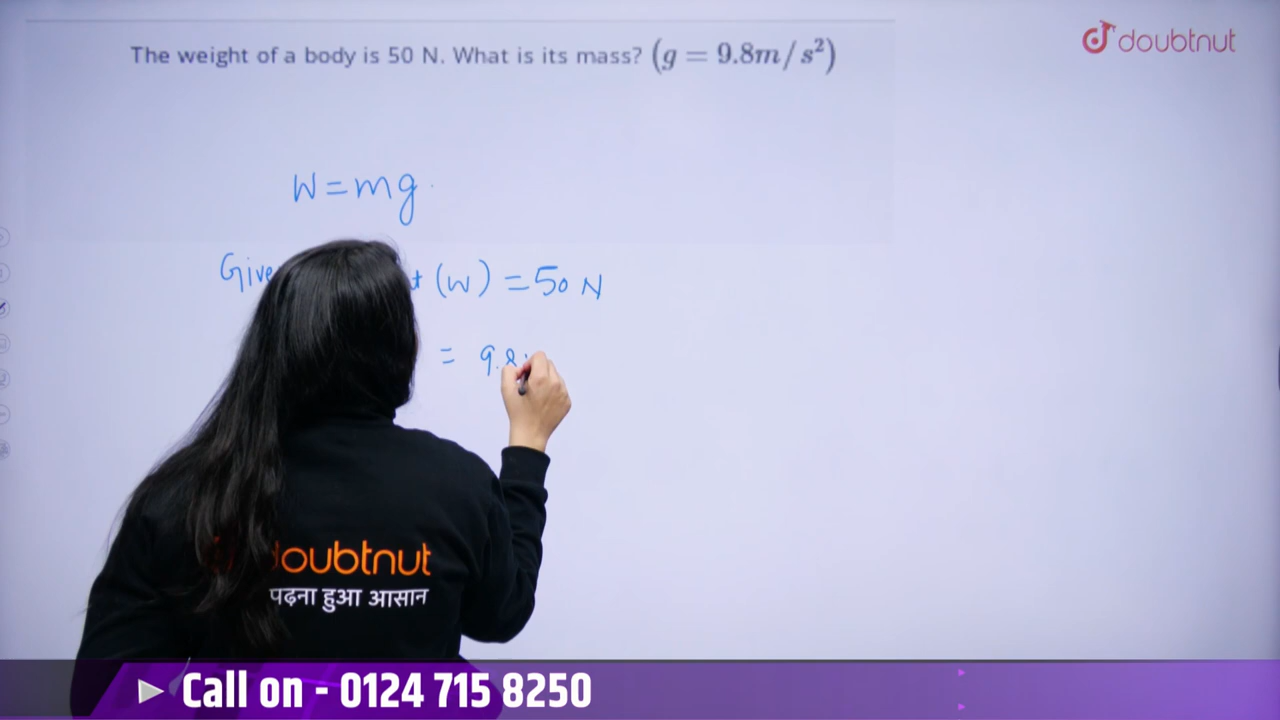 The weight of a body is 50 N. What is its mass? (g = 9.8m/s²)
doubtnut
W = mg
(W) = 50 N
= 9.8
doubtnut
पढ़ना हुआ आसान
Call on - 0124 715 8250